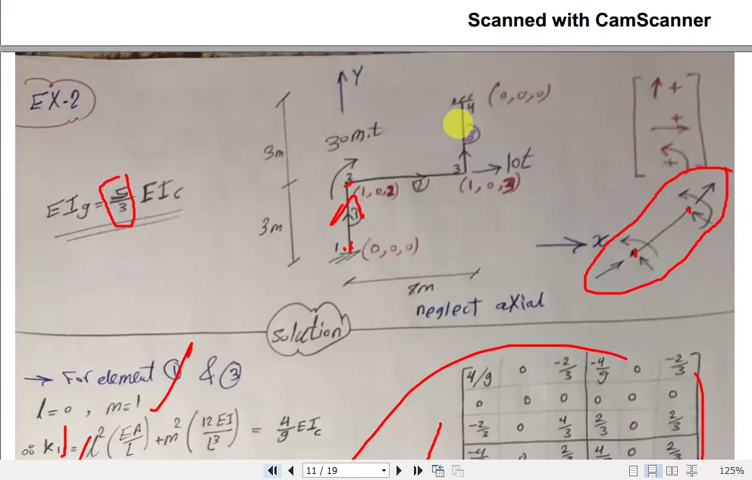 Scanned with CamScanner
EX-2
EIg = 5/3 EIc
Y
3m
3m
30m.t
4 (0,0,0)
3
10t
2
(1,0,2)
2
3
(1,0,3)
1
1
(0,0,0)
8m
neglect axial
X
↑ +
+ →
+
solution
→ For element ① & ③
l = 0 , m = 1
∴ k1 = l² (EA/L) + m² (12EI/L³) = 4/9 EIc
4/9 0 -2/3 -4/9 0 -2/3
0 0 0 0 0 0
-2/3 0 4/3 2/3 0 2/3
-4/9 0 2/3 4/9 0 2/3
11 / 19
125%